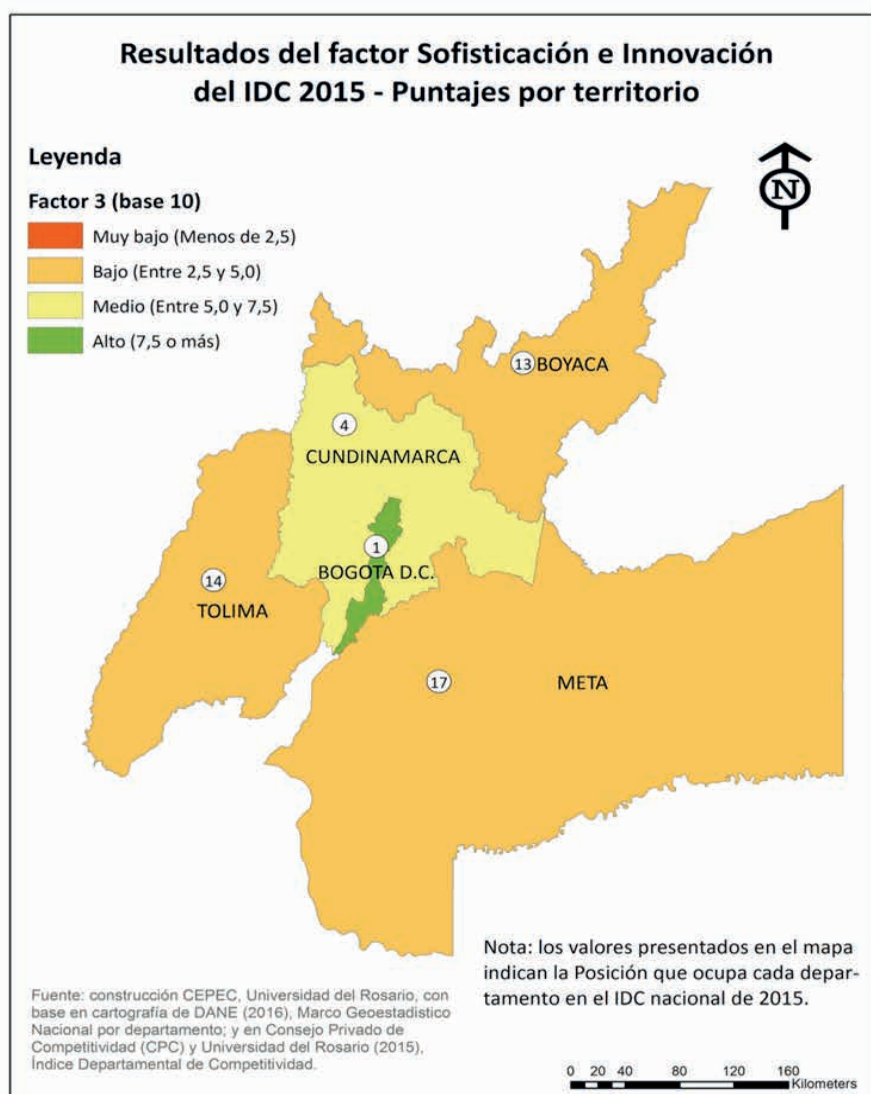 Resultados del factor Sofisticación e Innovación
del IDC 2015 - Puntajes por territorio
Leyenda
Factor 3 (base 10)
Muy bajo (Menos de 2,5)
Bajo (Entre 2,5 y 5,0)
Medio (Entre 5,0 y 7,5)
Alto (7,5 o más)
N
13 BOYACA
4
CUNDINAMARCA
1
BOGOTA D.C.
14
TOLIMA
17
META
Nota: los valores presentados en el mapa
indican la Posición que ocupa cada depar-
tamento en el IDC nacional de 2015.
Fuente: construcción CEPEC, Universidad del Rosario, con
base en cartografía de DANE (2016), Marco Geoestadistico
Nacional por departamento; y en Consejo Privado de
Competitividad (CPC) y Universidad del Rosario (2015),
Índice Departamental de Competitividad.
0 20 40 80 120 160
Kilometers